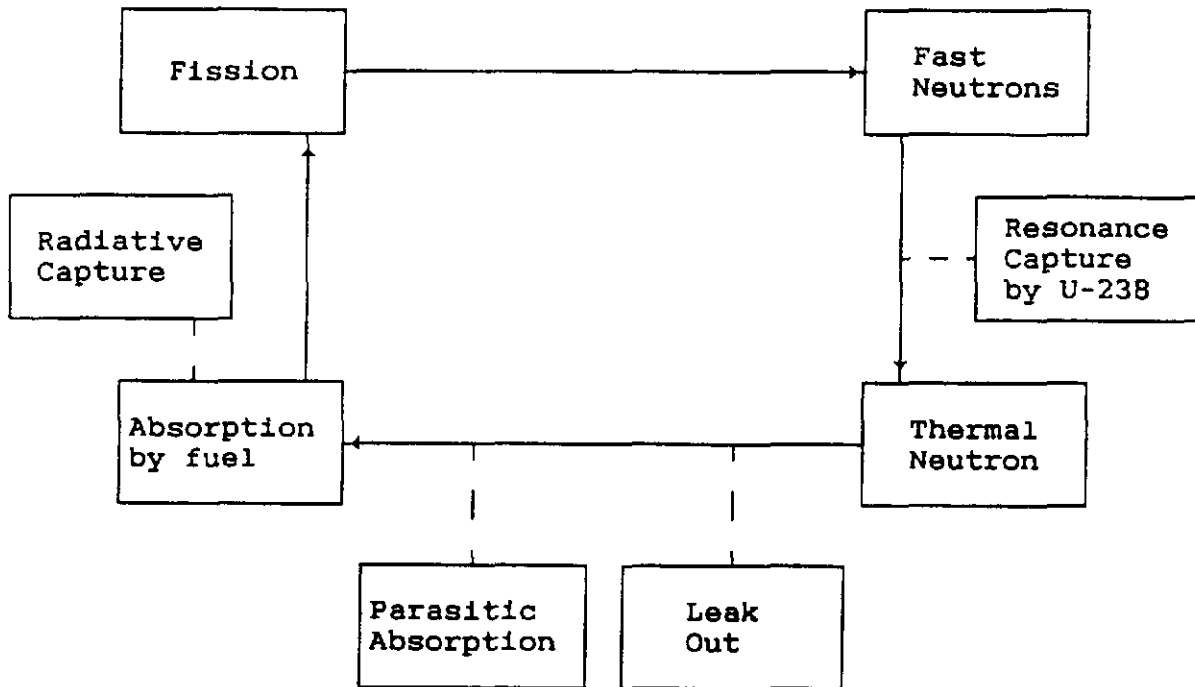 Fission
Fast
Neutrons
Radiative
Capture
Resonance
Capture
by U-238
Absorption
by fuel
Thermal
Neutron
Parasitic
Absorption
Leak
Out